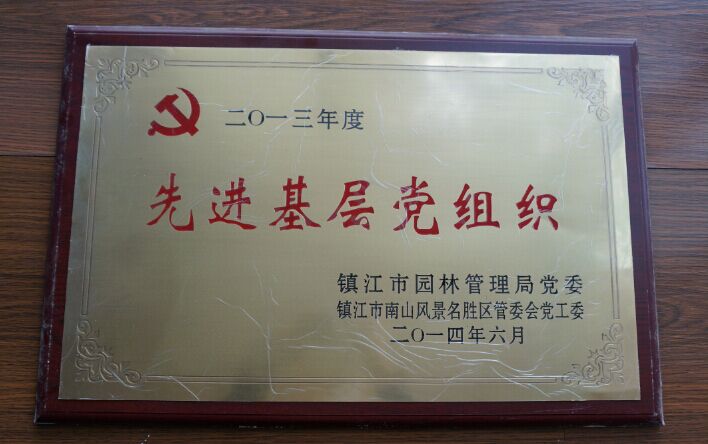 二〇一三年度
先进基层党组织
镇江市园林管理局党委
镇江市南山风景名胜区管委会党工委
二〇一四年六月